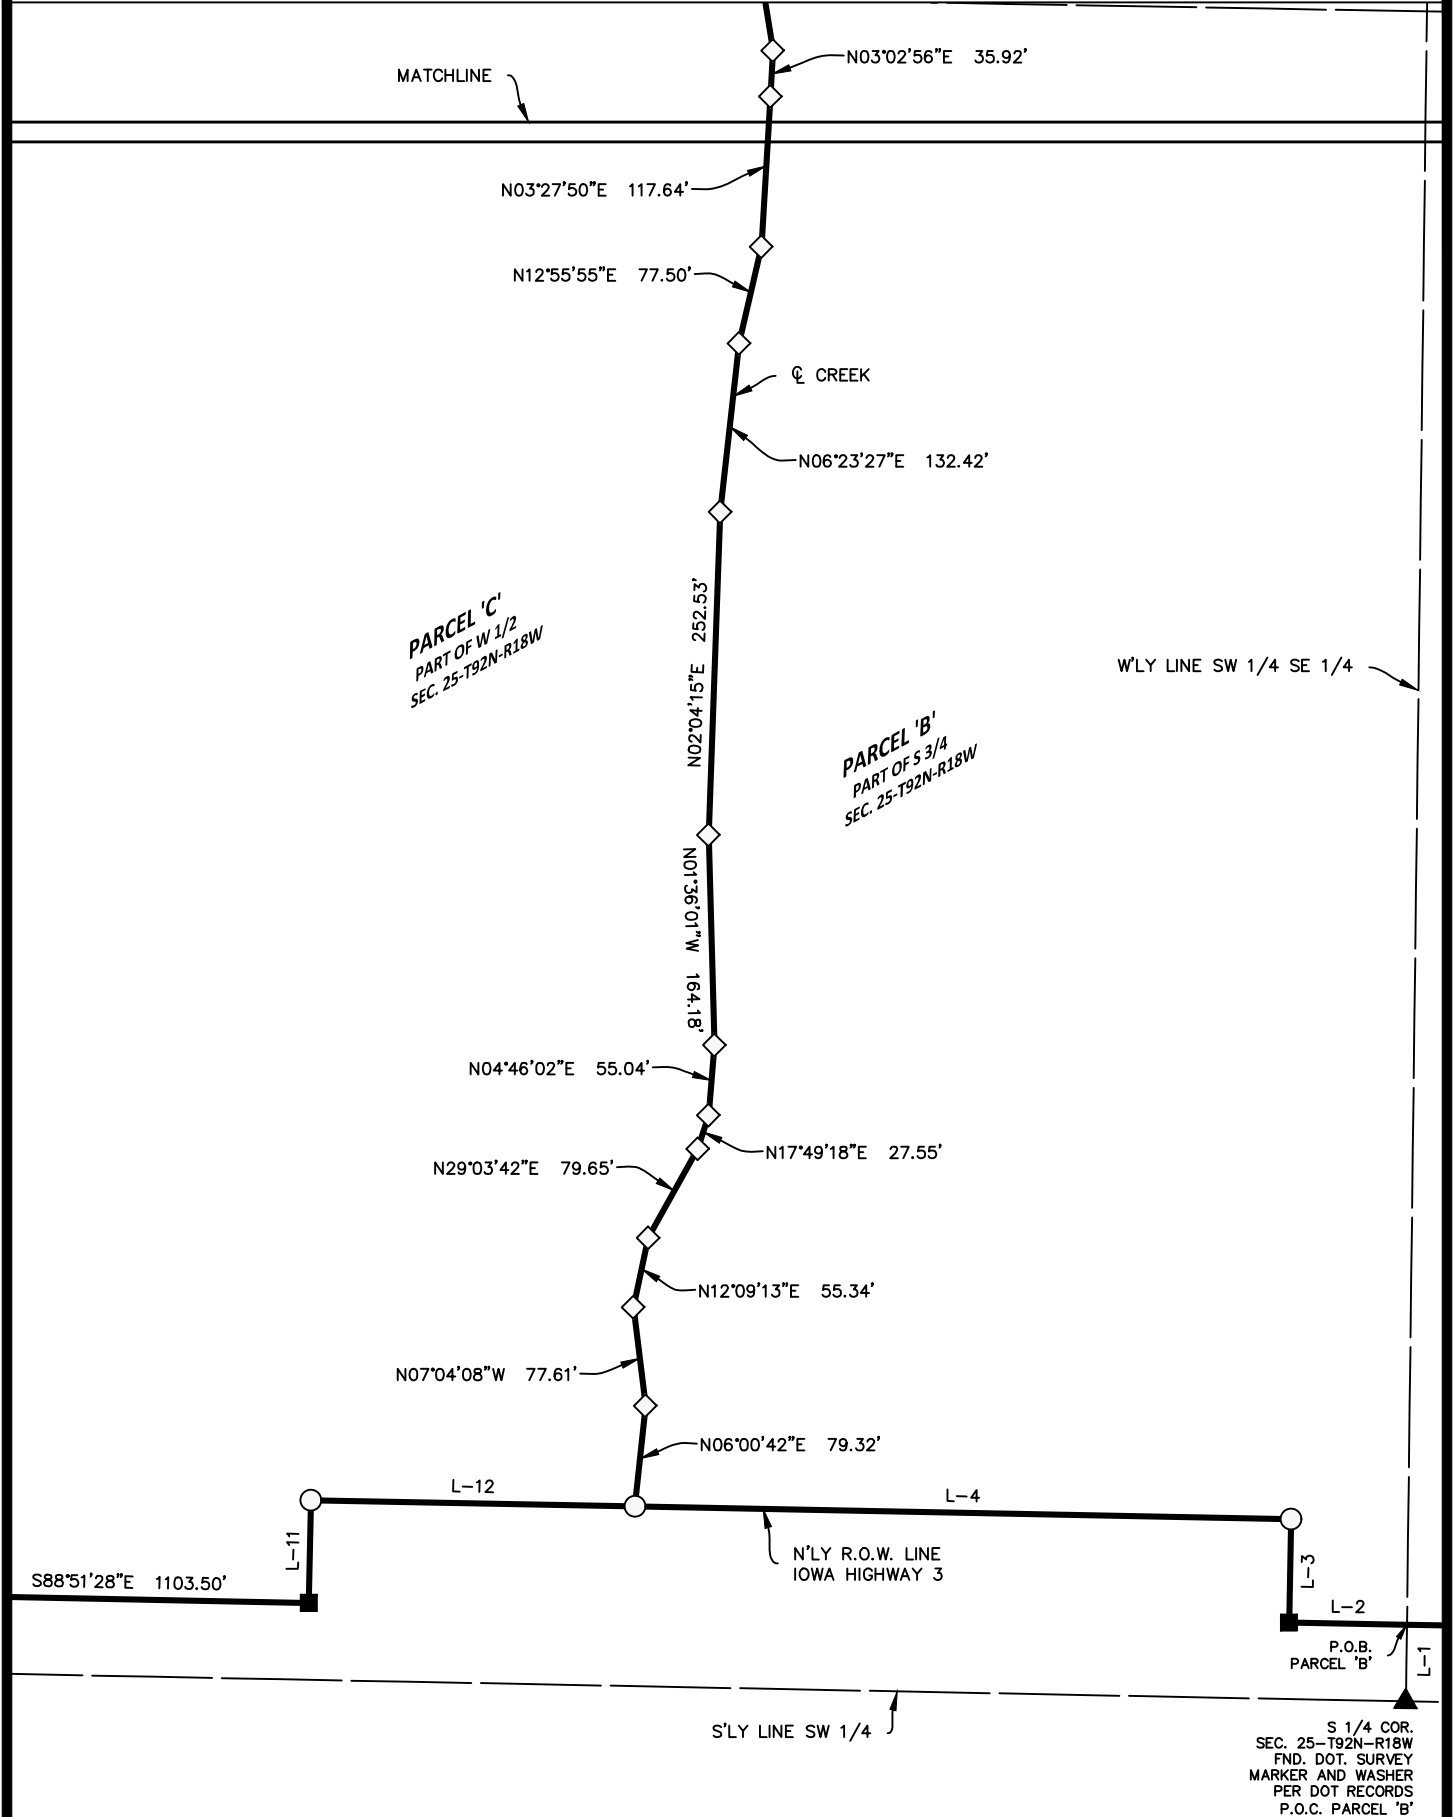 N03°02'56"E 35.92'
MATCHLINE
N03°27'50"E 117.64'
N12°55'55"E 77.50'
℄ CREEK
N06°23'27"E 132.42'
N02°04'15"E 252.53'
PARCEL 'C'
PART OF W 1/2
SEC. 25-T92N-R18W
W'LY LINE SW 1/4 SE 1/4
PARCEL 'B'
PART OF S 3/4
SEC. 25-T92N-R18W
N01°36'01"W 164.18'
N04°46'02"E 55.04'
N17°49'18"E 27.55'
N29°03'42"E 79.65'
N12°09'13"E 55.34'
N07°04'08"W 77.61'
N06°00'42"E 79.32'
L-12
L-4
L-11
N'LY R.O.W. LINE
IOWA HIGHWAY 3
L-3
S88°51'28"E 1103.50'
L-2
P.O.B.
PARCEL 'B'
L-1
S'LY LINE SW 1/4
S 1/4 COR.
SEC. 25-T92N-R18W
FND. DOT. SURVEY
MARKER AND WASHER
PER DOT RECORDS
P.O.C. PARCEL 'B'